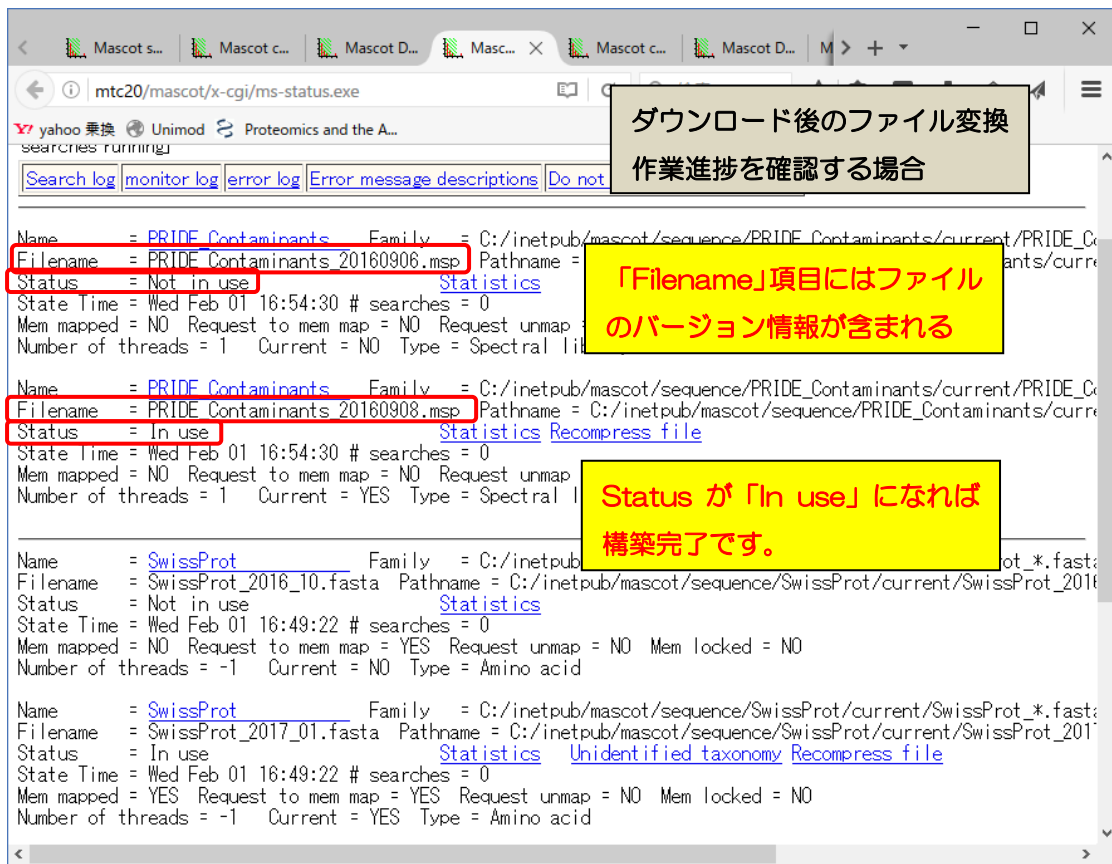 Mascot s... Mascot c... Mascot D... Masc... Mascot c... Mascot D... M
mtc20/mascot/x-cgi/ms-status.exe
yahoo 乗換 Unimod Proteomics and the A...
ダウンロード後のファイル変換
作業進捗を確認する場合
searches running]
Search log monitor log error log Error message descriptions Do not
Name = PRIDE_Contaminants Family = C:/inetpub/mascot/sequence/PRIDE_Contaminants/current/PRIDE_C
Filename = PRIDE_Contaminants_20160906.msp Pathname = ants/curre
Status = Not in use Statistics
State Time = Wed Feb 01 16:54:30 # searches = 0
Mem mapped = NO Request to mem map = NO Request unmap
Number of threads = 1 Current = NO Type = Spectral
「Filename」項目にはファイル
のバージョン情報が含まれる
Name = PRIDE_Contaminants Family = C:/inetpub/mascot/sequence/PRIDE_Contaminants/current/PRIDE_C
Filename = PRIDE_Contaminants_20160908.msp Pathname = C:/inetpub/mascot/sequence/PRIDE_Contaminants/curre
Status = In use Statistics Recompress file
State Time = Wed Feb 01 16:54:30 # searches = 0
Mem mapped = NO Request to mem map = NO Request unmap
Number of threads = 1 Current = YES Type = Spectral l
Status が「In use」になれば
構築完了です。
Name = SwissProt Family = C:/inetpub ot_*.fasta
Filename = SwissProt_2016_10.fasta Pathname = C:/inetpub/mascot/sequence/SwissProt/current/SwissProt_2016
Status = Not in use Statistics
State Time = Wed Feb 01 16:49:22 # searches = 0
Mem mapped = NO Request to mem map = YES Request unmap = NO Mem locked = NO
Number of threads = -1 Current = NO Type = Amino acid
Name = SwissProt Family = C:/inetpub/mascot/sequence/SwissProt/current/SwissProt_*.fasta
Filename = SwissProt_2017_01.fasta Pathname = C:/inetpub/mascot/sequence/SwissProt/current/SwissProt_201
Status = In use Statistics Unidentified taxonomy Recompress file
State Time = Wed Feb 01 16:49:22 # searches = 0
Mem mapped = YES Request to mem map = YES Request unmap = NO Mem locked = NO
Number of threads = -1 Current = YES Type = Amino acid